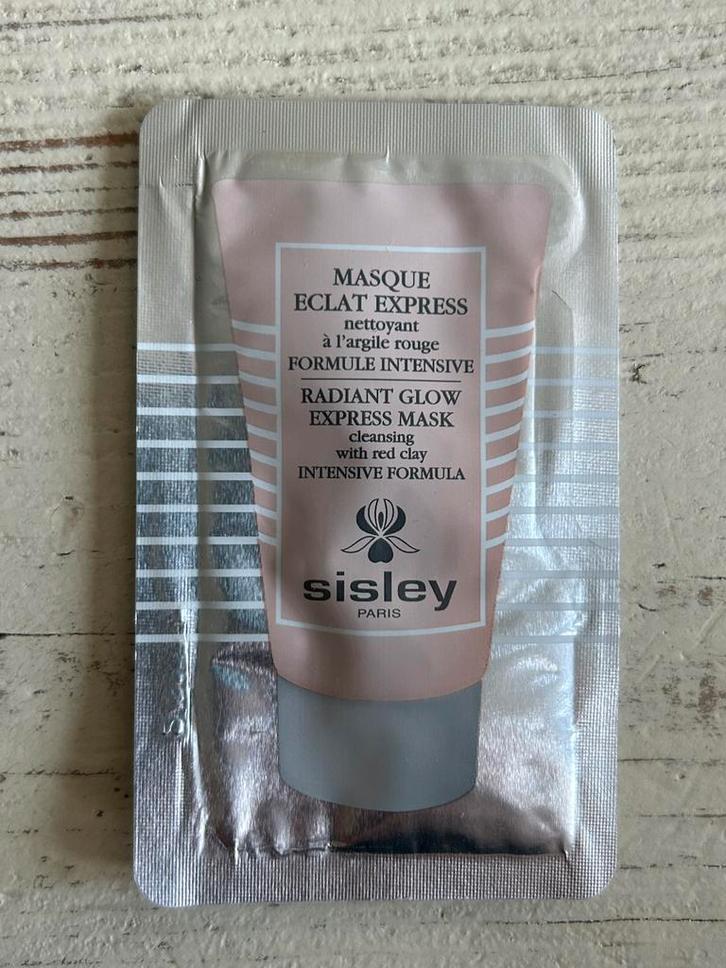 MASQUE
ECLAT EXPRESS
nettoyant
à l'argile rouge
FORMULE INTENSIVE
RADIANT GLOW
EXPRESS MASK
cleansing
with red clay
INTENSIVE FORMULA
sisley
PARIS